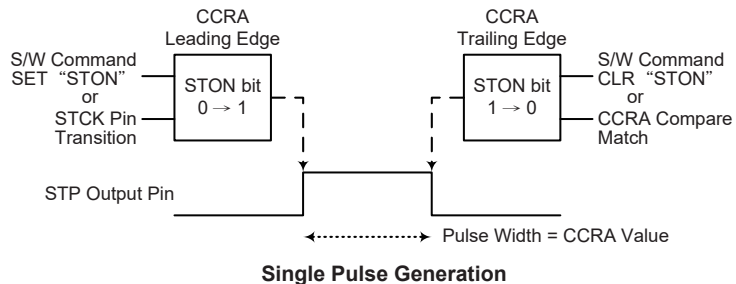 CCRA
Leading Edge
S/W Command
SET “STON”
or
STCK Pin
Transition
STON bit
0 → 1
CCRA
Trailing Edge
STON bit
1 → 0
S/W Command
CLR “STON”
or
CCRA Compare
Match
STP Output Pin
Pulse Width = CCRA Value
Single Pulse Generation